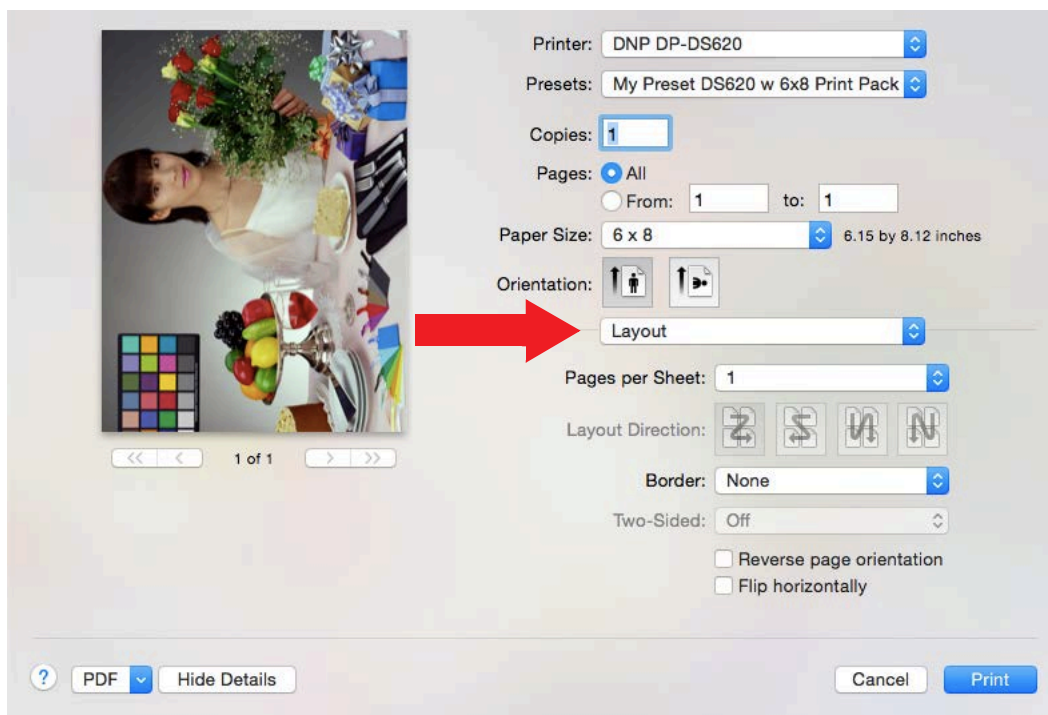 Printer: DNP DP-DS620
Presets: My Preset DS620 w 6x8 Print Pack
Copies: 1
Pages: All
From: 1 to: 1
Paper Size: 6 x 8 6.15 by 8.12 inches
Orientation:
Layout
Pages per Sheet: 1
Layout Direction:
Border: None
Two-Sided: Off
Reverse page orientation
Flip horizontally
<< < 1 of 1 > >>
? PDF Hide Details Cancel Print